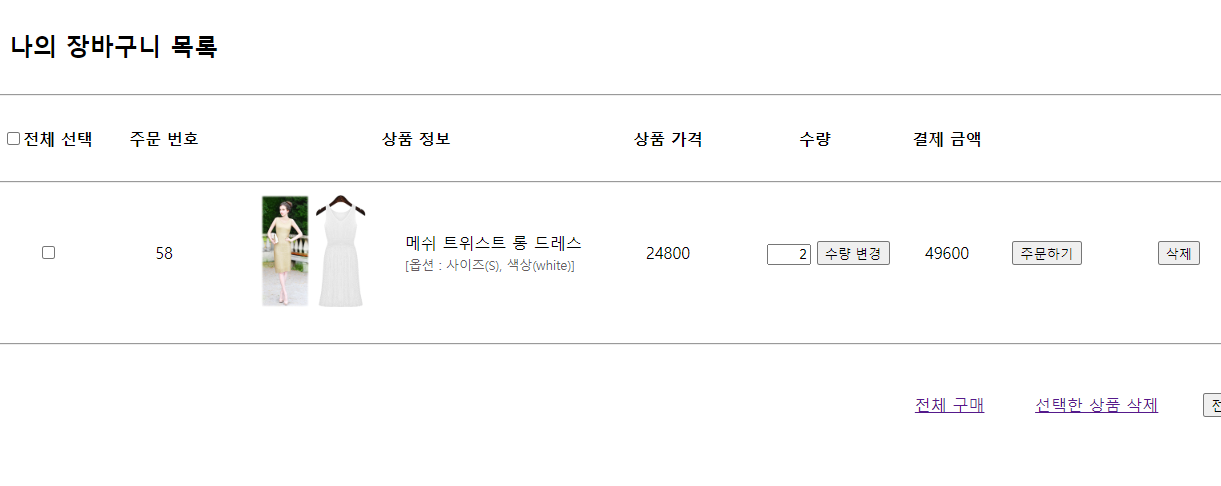 나의 장바구니 목록
전체 선택 주문 번호 상품 정보 상품 가격 수량 결제 금액
메쉬 트위스트 롱 드레스
58 24800 2 수량 변경 49600 주문하기 삭제
[옵션 : 사이즈(S), 색상(white)]
전체 구매 선택한 상품 삭제